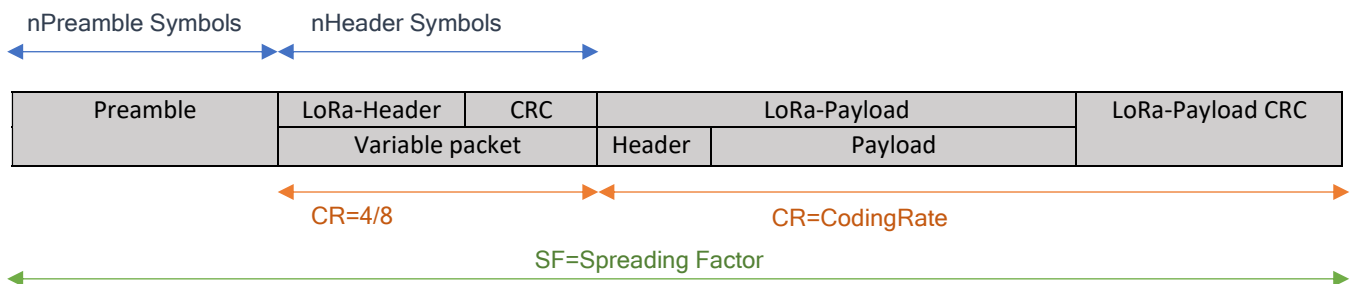 nPreamble Symbols nHeader Symbols
Preamble LoRa-Header CRC LoRa-Payload LoRa-Payload CRC
Variable packet Header Payload
CR=4/8 CR=CodingRate
SF=Spreading Factor